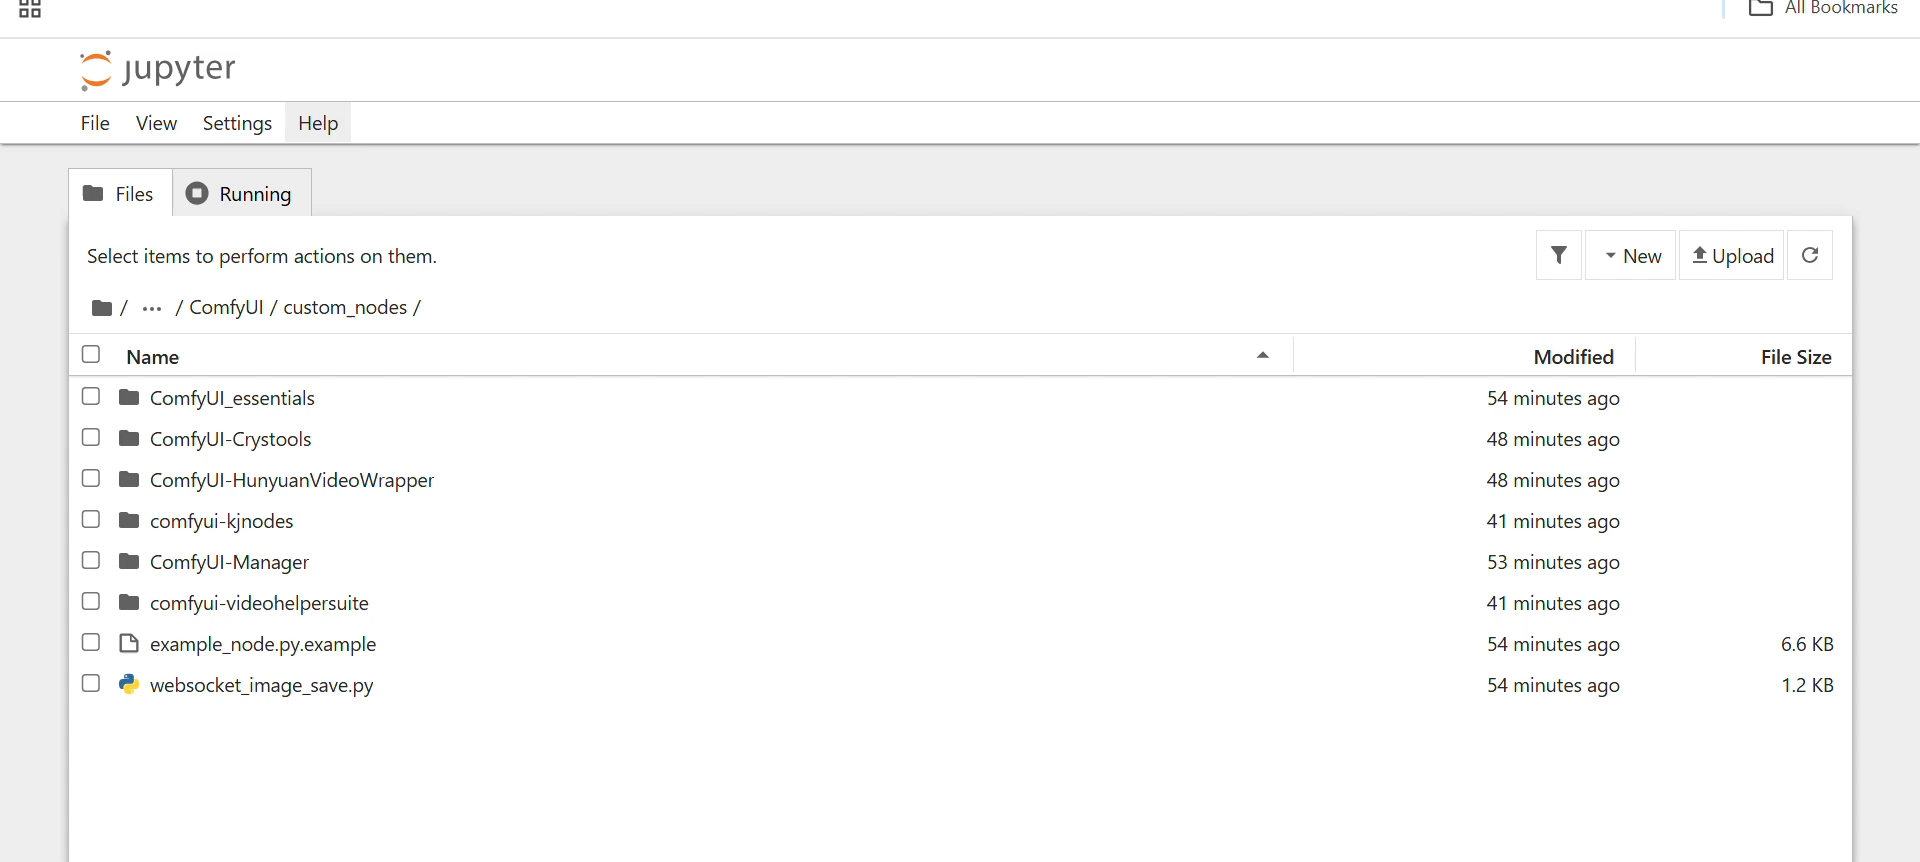 All Bookmarks
jupyter
File View Settings Help
Files Running
Select items to perform actions on them. New Upload
/ ... / ComfyUI / custom_nodes /
Name Modified File Size
ComfyUI_essentials 54 minutes ago
ComfyUI-Crystools 48 minutes ago
ComfyUI-HunyuanVideoWrapper 48 minutes ago
comfyui-kjnodes 41 minutes ago
ComfyUI-Manager 53 minutes ago
comfyui-videohelpersuite 41 minutes ago
example_node.py.example 54 minutes ago 6.6 KB
websocket_image_save.py 54 minutes ago 1.2 KB